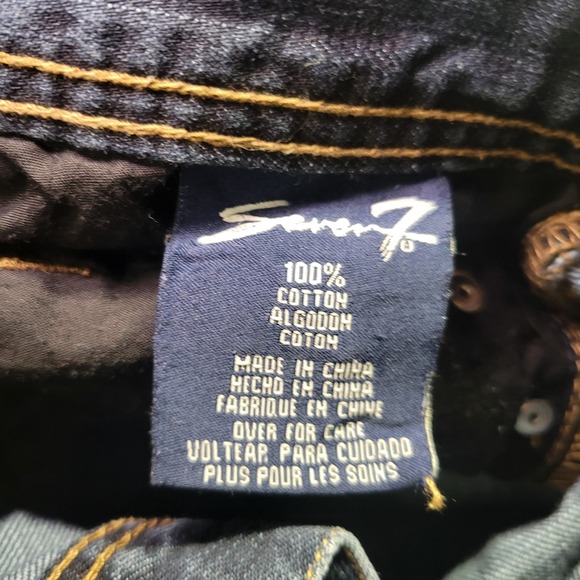 Seven7
100%
COTTON
ALGODON
COTON
MADE IN CHINA
HECHO EN CHINA
FABRIQUE EN CHINE
OVER FOR CARE
VOLTEAR PARA CUIDADO
PLUS POUR LES SOINS